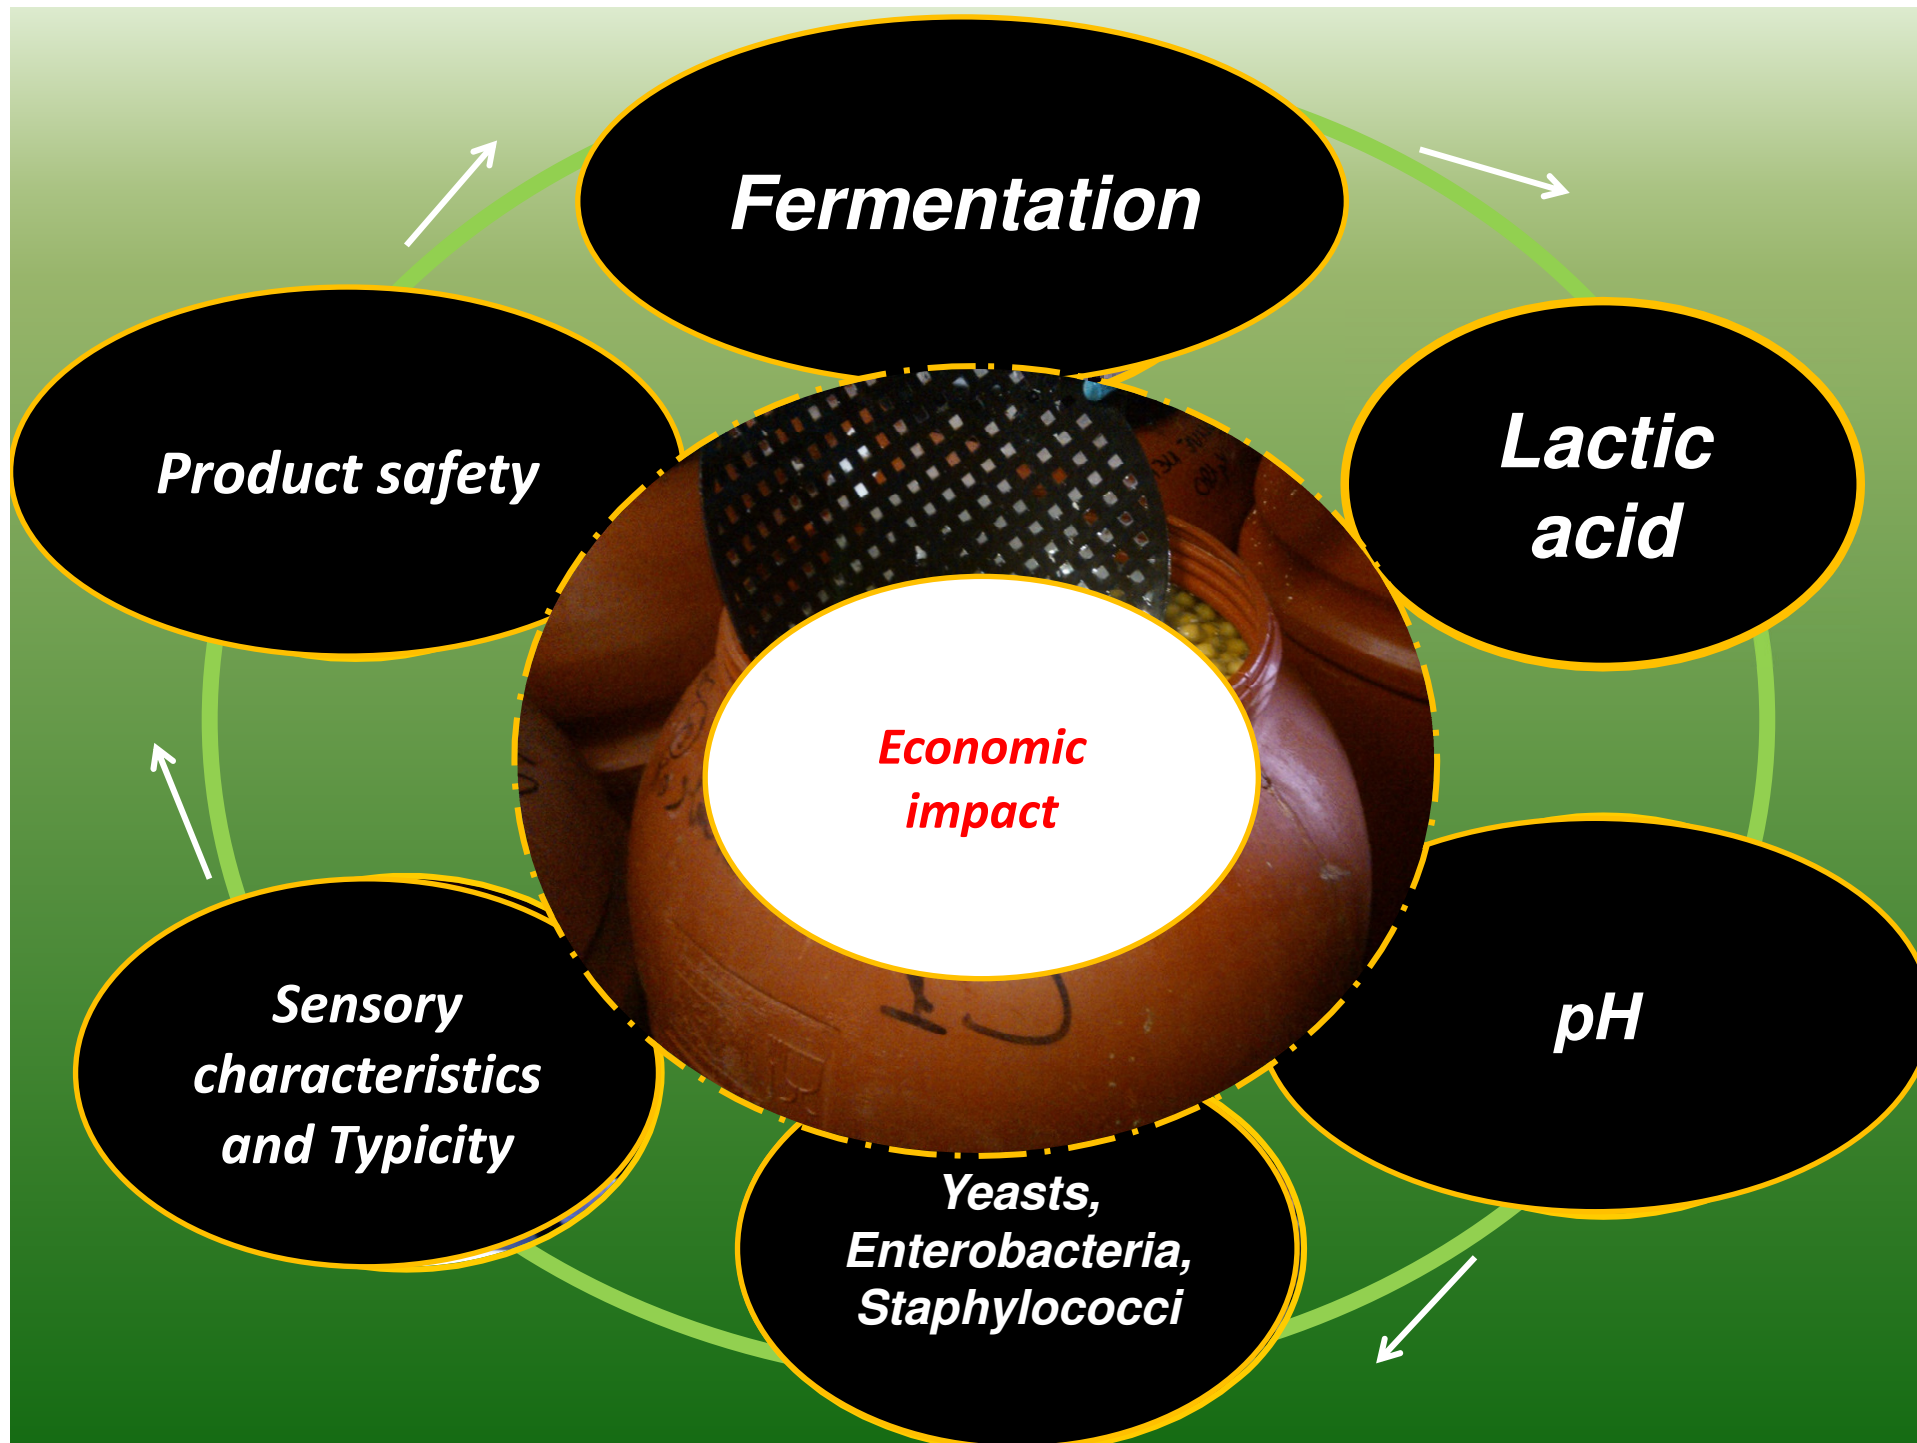 Fermentation
Lactic
acid
pH
Yeasts,
Enterobacteria,
Staphylococci
Sensory
characteristics
and Typicity
Product safety
Economic
impact